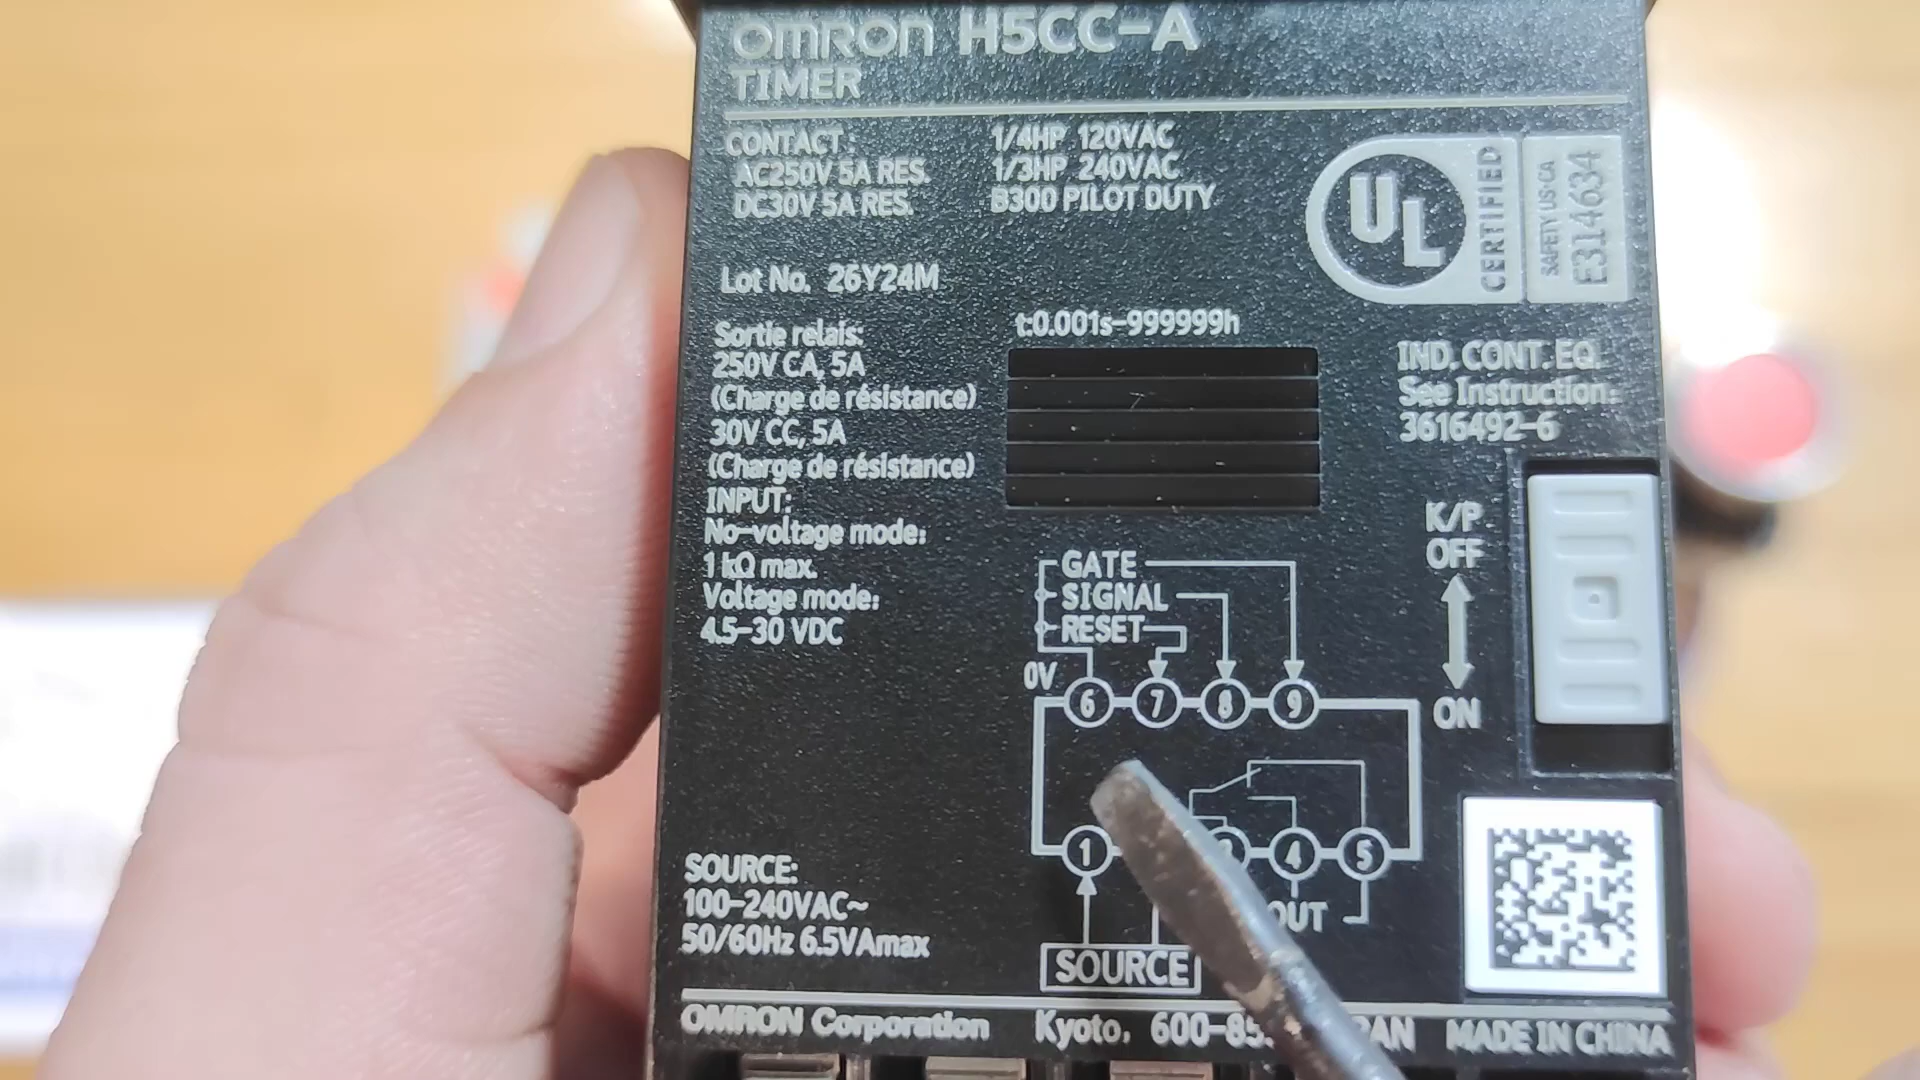 OMRON H5CC-A
TIMER
CONTACT:
AC250V 5A RES.
DC30V 5A RES.
1/4HP 120VAC
1/3HP 240VAC
B300 PILOT DUTY
UL
CERTIFIED
SAFETY US·CA
E314634
Lot No. 26Y24M
Sortie relais:
250V CA, 5A
(Charge de résistance)
30V CC, 5A
(Charge de résistance)
INPUT:
No-voltage mode:
1 kΩ max.
Voltage mode:
4.5-30 VDC
t:0.001s-999999h
IND. CONT. EQ.
See Instruction:
3616492-6
K/P
OFF
ON
GATE
SIGNAL
RESET
0V
6 7 8 9
1 4 5
OUT
SOURCE
SOURCE:
100-240VAC~
50/60Hz 6.5VAmax
OMRON Corporation Kyoto, MADE IN CHINA